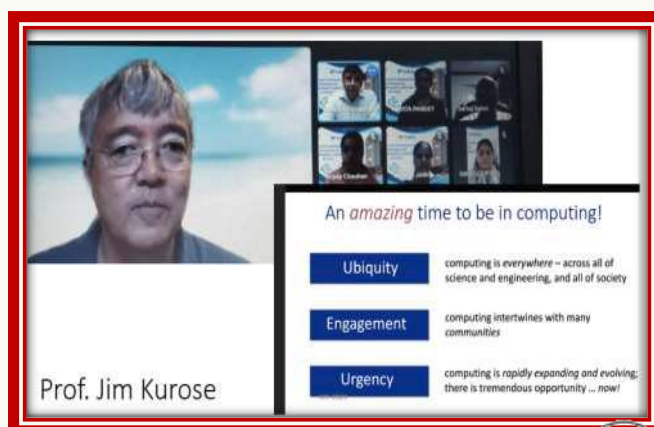 An amazing time to be in computing!
Ubiquity
computing is everywhere – across all of
science and engineering, and all of society
Engagement
computing intertwines with many
communities
Urgency
computing is rapidly expanding and evolving;
there is tremendous opportunity ... now!
Prof. Jim Kurose